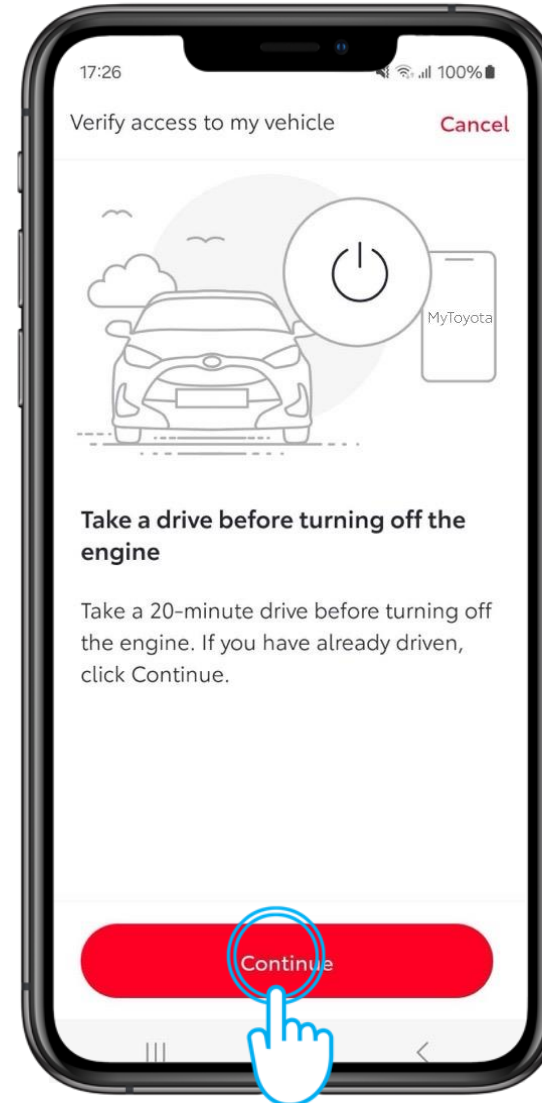 17:26 100%
Verify access to my vehicle Cancel
MyToyota
Take a drive before turning off the
engine
Take a 20-minute drive before turning off
the engine. If you have already driven,
click Continue.
Continue